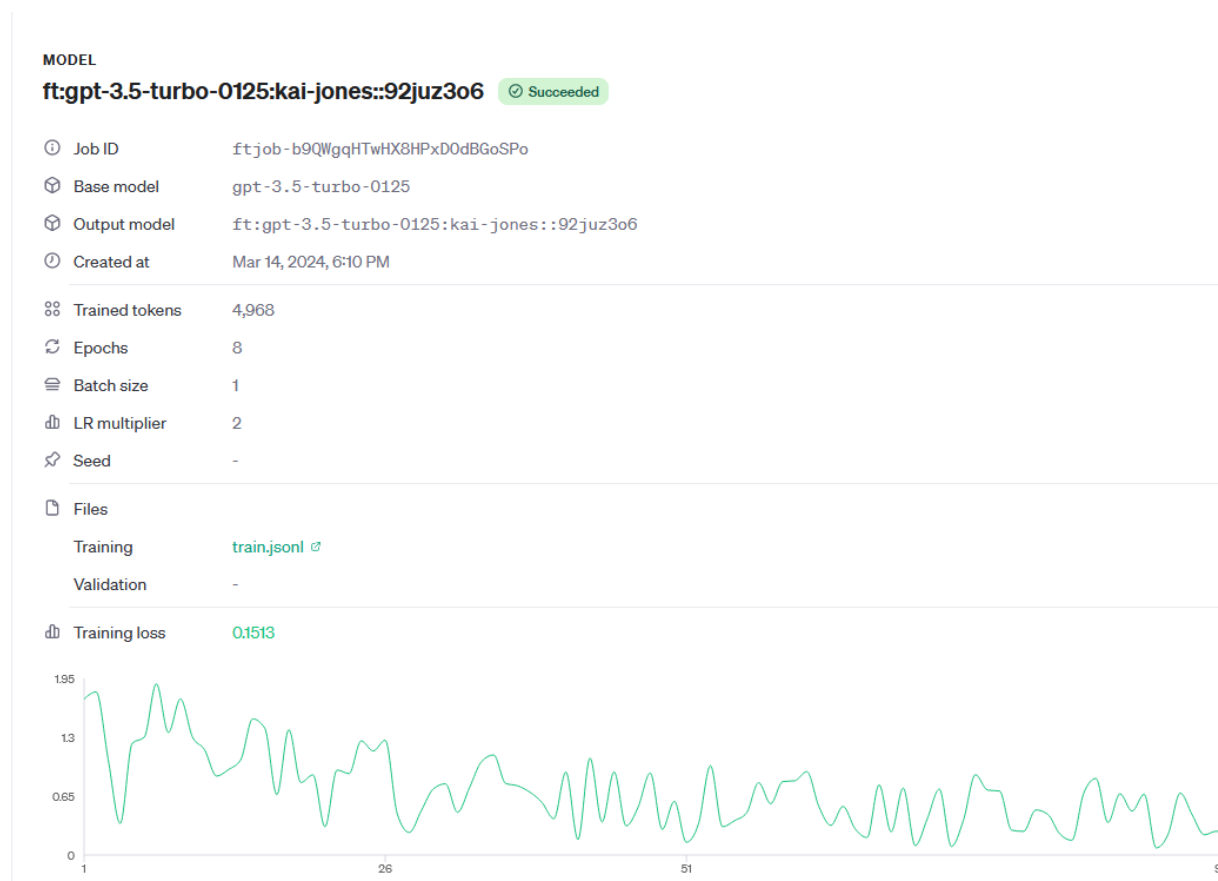 MODEL
ft:gpt-3.5-turbo-0125:kai-jones::92juz3o6 Succeeded
Job ID ftjob-b9QWgqHTwHX8HPxDOdBGoSPo
Base model gpt-3.5-turbo-0125
Output model ft:gpt-3.5-turbo-0125:kai-jones::92juz3o6
Created at Mar 14, 2024, 6:10 PM
Trained tokens 4,968
Epochs 8
Batch size 1
LR multiplier 2
Seed -
Files
Training train.jsonl
Validation -
Training loss 0.1513
1.95
1.3
0.65
0
1 26 51